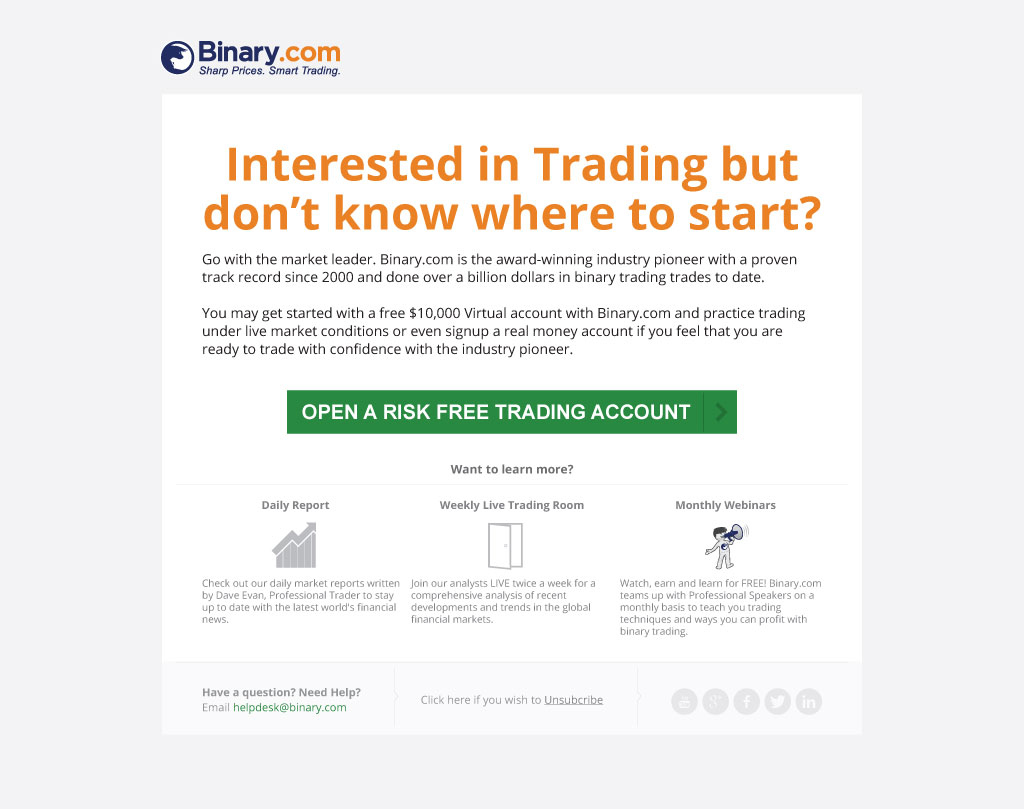 Binary.com
Sharp Prices. Smart Trading.
Interested in Trading but
don't know where to start?
Go with the market leader. Binary.com is the award-winning industry pioneer with a proven
track record since 2000 and done over a billion dollars in binary trading trades to date.
You may get started with a free $10,000 Virtual account with Binary.com and practice trading
under live market conditions or even signup a real money account if you feel that you are
ready to trade with confidence with the industry pioneer.
OPEN A RISK FREE TRADING ACCOUNT
Want to learn more?
Daily Report
Check out our daily market reports written
by Dave Evan, Professional Trader to stay
up to date with the latest world's financial
news.
Weekly Live Trading Room
Join our analysts LIVE twice a week for a
comprehensive analysis of recent
developments and trends in the global
financial markets.
Monthly Webinars
Watch, earn and learn for FREE! Binary.com
teams up with Professional Speakers on a
monthly basis to teach you trading
techniques and ways you can profit with
binary trading.
Have a question? Need Help?
Email helpdesk@binary.com
Click here if you wish to Unsubcribe